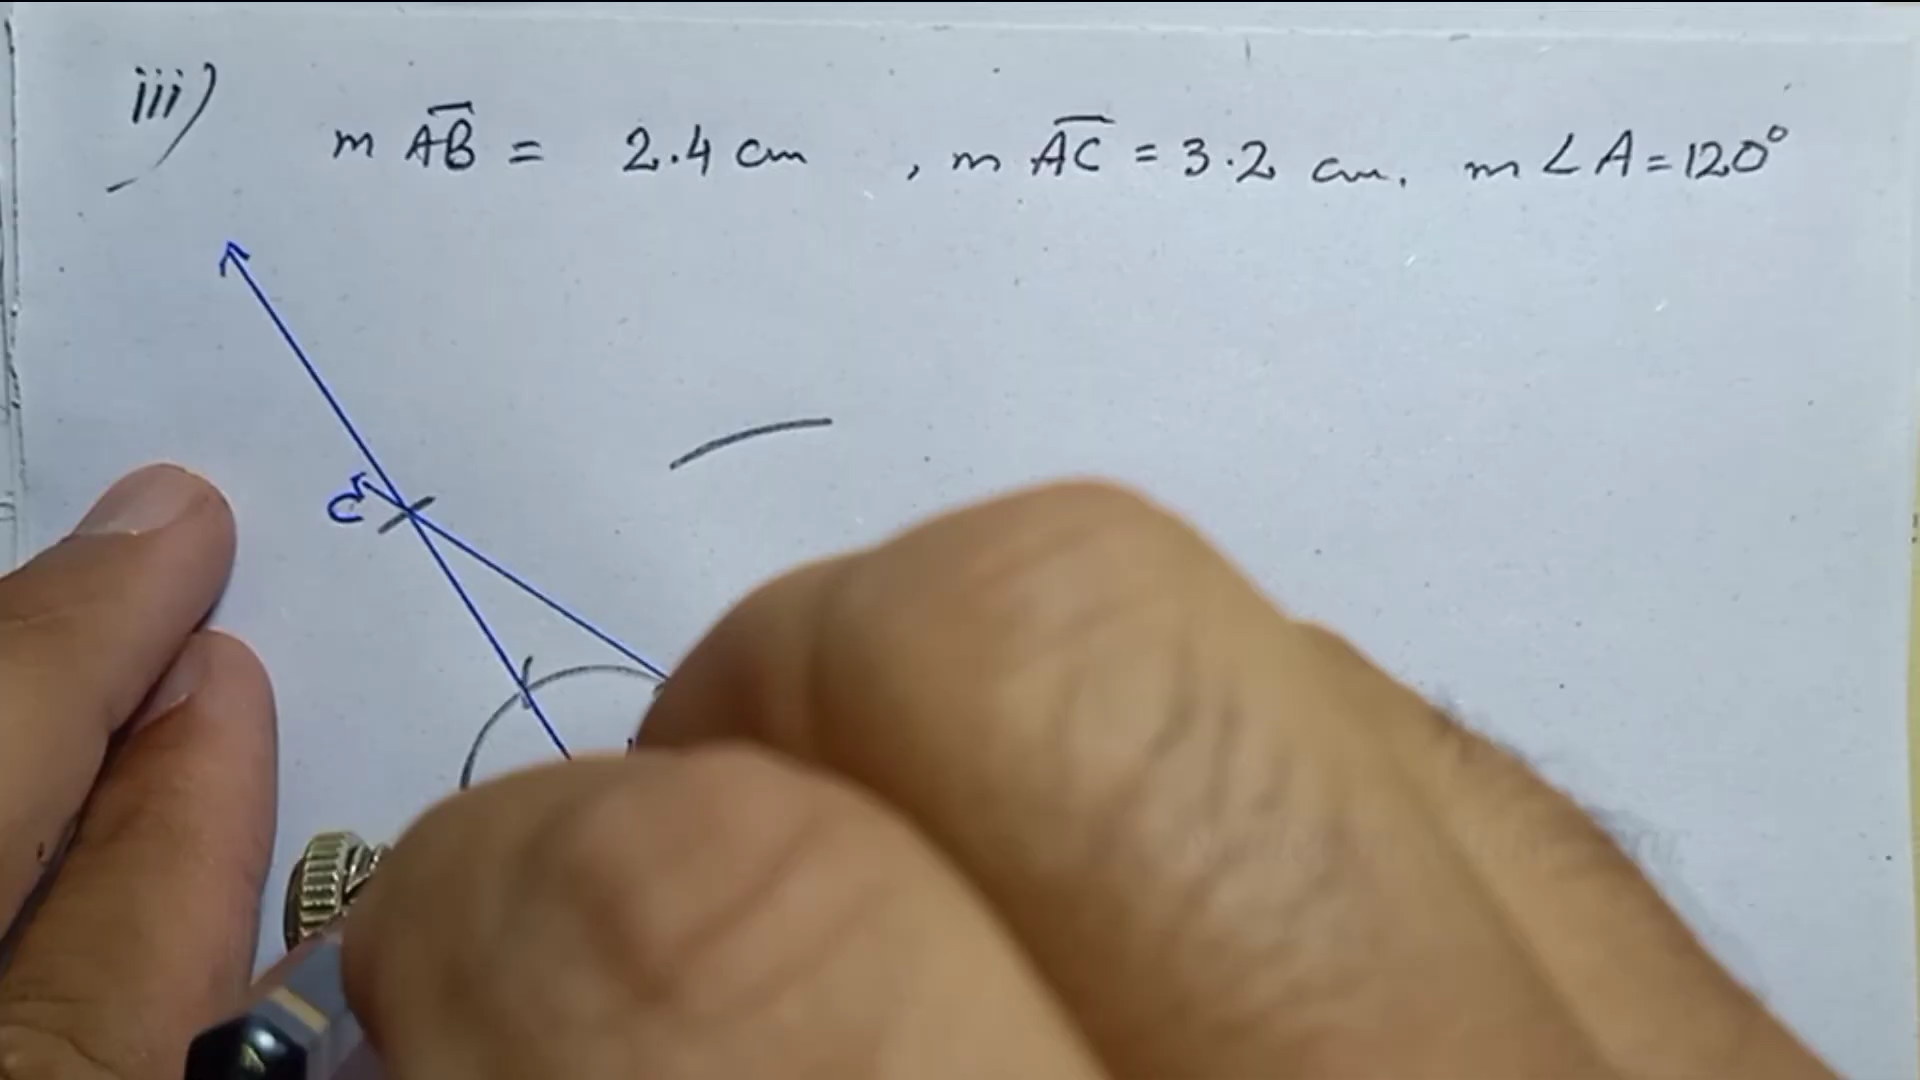 iii)
m AB = 2.4 cm , m AC = 3.2 cm. m ∠A = 120°
C